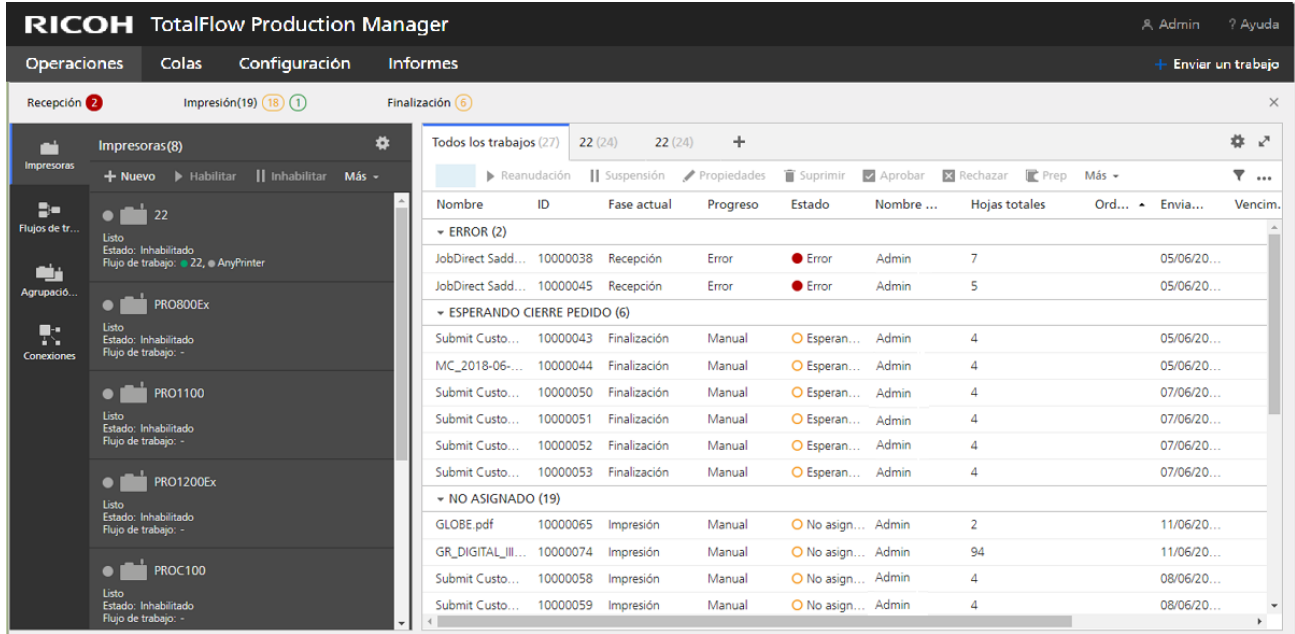 RICOH TotalFlow Production Manager Admin ? Ayuda
Operaciones Colas Configuración Informes + Enviar un trabajo
Recepción 2 Impresión(19) 18 1 Finalización 6
Impresoras
Flujos de tr...
Agrupació...
Conexiones
Impresoras(8)
+ Nuevo Habilitar Inhabilitar Más
22
Listo
Estado: Inhabilitado
Flujo de trabajo: 22, AnyPrinter
PRO800Ex
Listo
Estado: Inhabilitado
Flujo de trabajo: -
PRO1100
Listo
Estado: Inhabilitado
Flujo de trabajo: -
PRO1200Ex
Listo
Estado: Inhabilitado
Flujo de trabajo: -
PROC100
Listo
Estado: Inhabilitado
Flujo de trabajo: -
Todos los trabajos (27) 22 (24) 22 (24) +
Reanudación Suspensión Propiedades Suprimir Aprobar Rechazar Prep Más
Nombre ID Fase actual Progreso Estado Nombre ... Hojas totales Ord... Envia... Vencim.
ERROR (2)
JobDirect Sadd... 10000038 Recepción Error Error Admin 7 05/06/20...
JobDirect Sadd... 10000045 Recepción Error Error Admin 5 05/06/20...
ESPERANDO CIERRE PEDIDO (6)
Submit Custo... 10000043 Finalización Manual Esperan... Admin 4 05/06/20...
MC_2018-06-... 10000044 Finalización Manual Esperan... Admin 4 05/06/20...
Submit Custo... 10000050 Finalización Manual Esperan... Admin 4 07/06/20...
Submit Custo... 10000051 Finalización Manual Esperan... Admin 4 07/06/20...
Submit Custo... 10000052 Finalización Manual Esperan... Admin 4 07/06/20...
Submit Custo... 10000053 Finalización Manual Esperan... Admin 4 07/06/20...
NO ASIGNADO (19)
GLOBE.pdf 10000065 Impresión Manual No asign... Admin 2 11/06/20...
GR_DIGITAL_III... 10000074 Impresión Manual No asign... Admin 94 11/06/20...
Submit Custo... 10000058 Impresión Manual No asign... Admin 4 08/06/20...
Submit Custo... 10000059 Impresión Manual No asign... Admin 4 08/06/20...